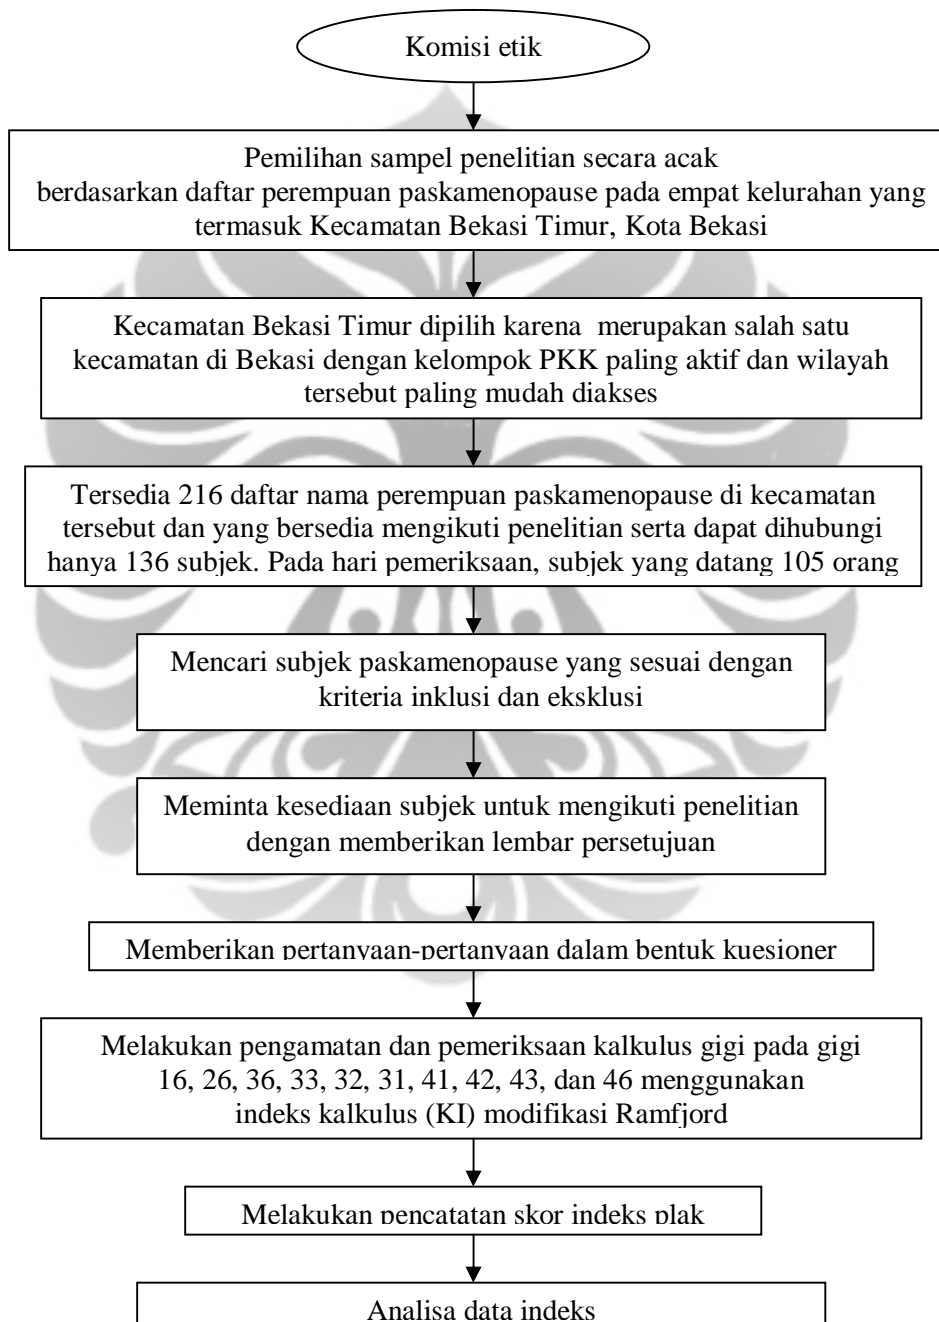 Komisi etik
Pemilihan sampel penelitian secara acak
berdasarkan daftar perempuan paskamenopause pada empat kelurahan yang
termasuk Kecamatan Bekasi Timur, Kota Bekasi
Kecamatan Bekasi Timur dipilih karena merupakan salah satu
kecamatan di Bekasi dengan kelompok PKK paling aktif dan wilayah
tersebut paling mudah diakses
Tersedia 216 daftar nama perempuan paskamenopause di kecamatan
tersebut dan yang bersedia mengikuti penelitian serta dapat dihubungi
hanya 136 subjek. Pada hari pemeriksaan, subjek yang datang 105 orang
Mencari subjek paskamenopause yang sesuai dengan
kriteria inklusi dan eksklusi
Meminta kesediaan subjek untuk mengikuti penelitian
dengan memberikan lembar persetujuan
Memberikan pertanyaan-pertanyaan dalam bentuk kuesioner
Melakukan pengamatan dan pemeriksaan kalkulus gigi pada gigi
16, 26, 36, 33, 32, 31, 41, 42, 43, dan 46 menggunakan
indeks kalkulus (KI) modifikasi Ramfjord
Melakukan pencatatan skor indeks plak
Analisa data indeks